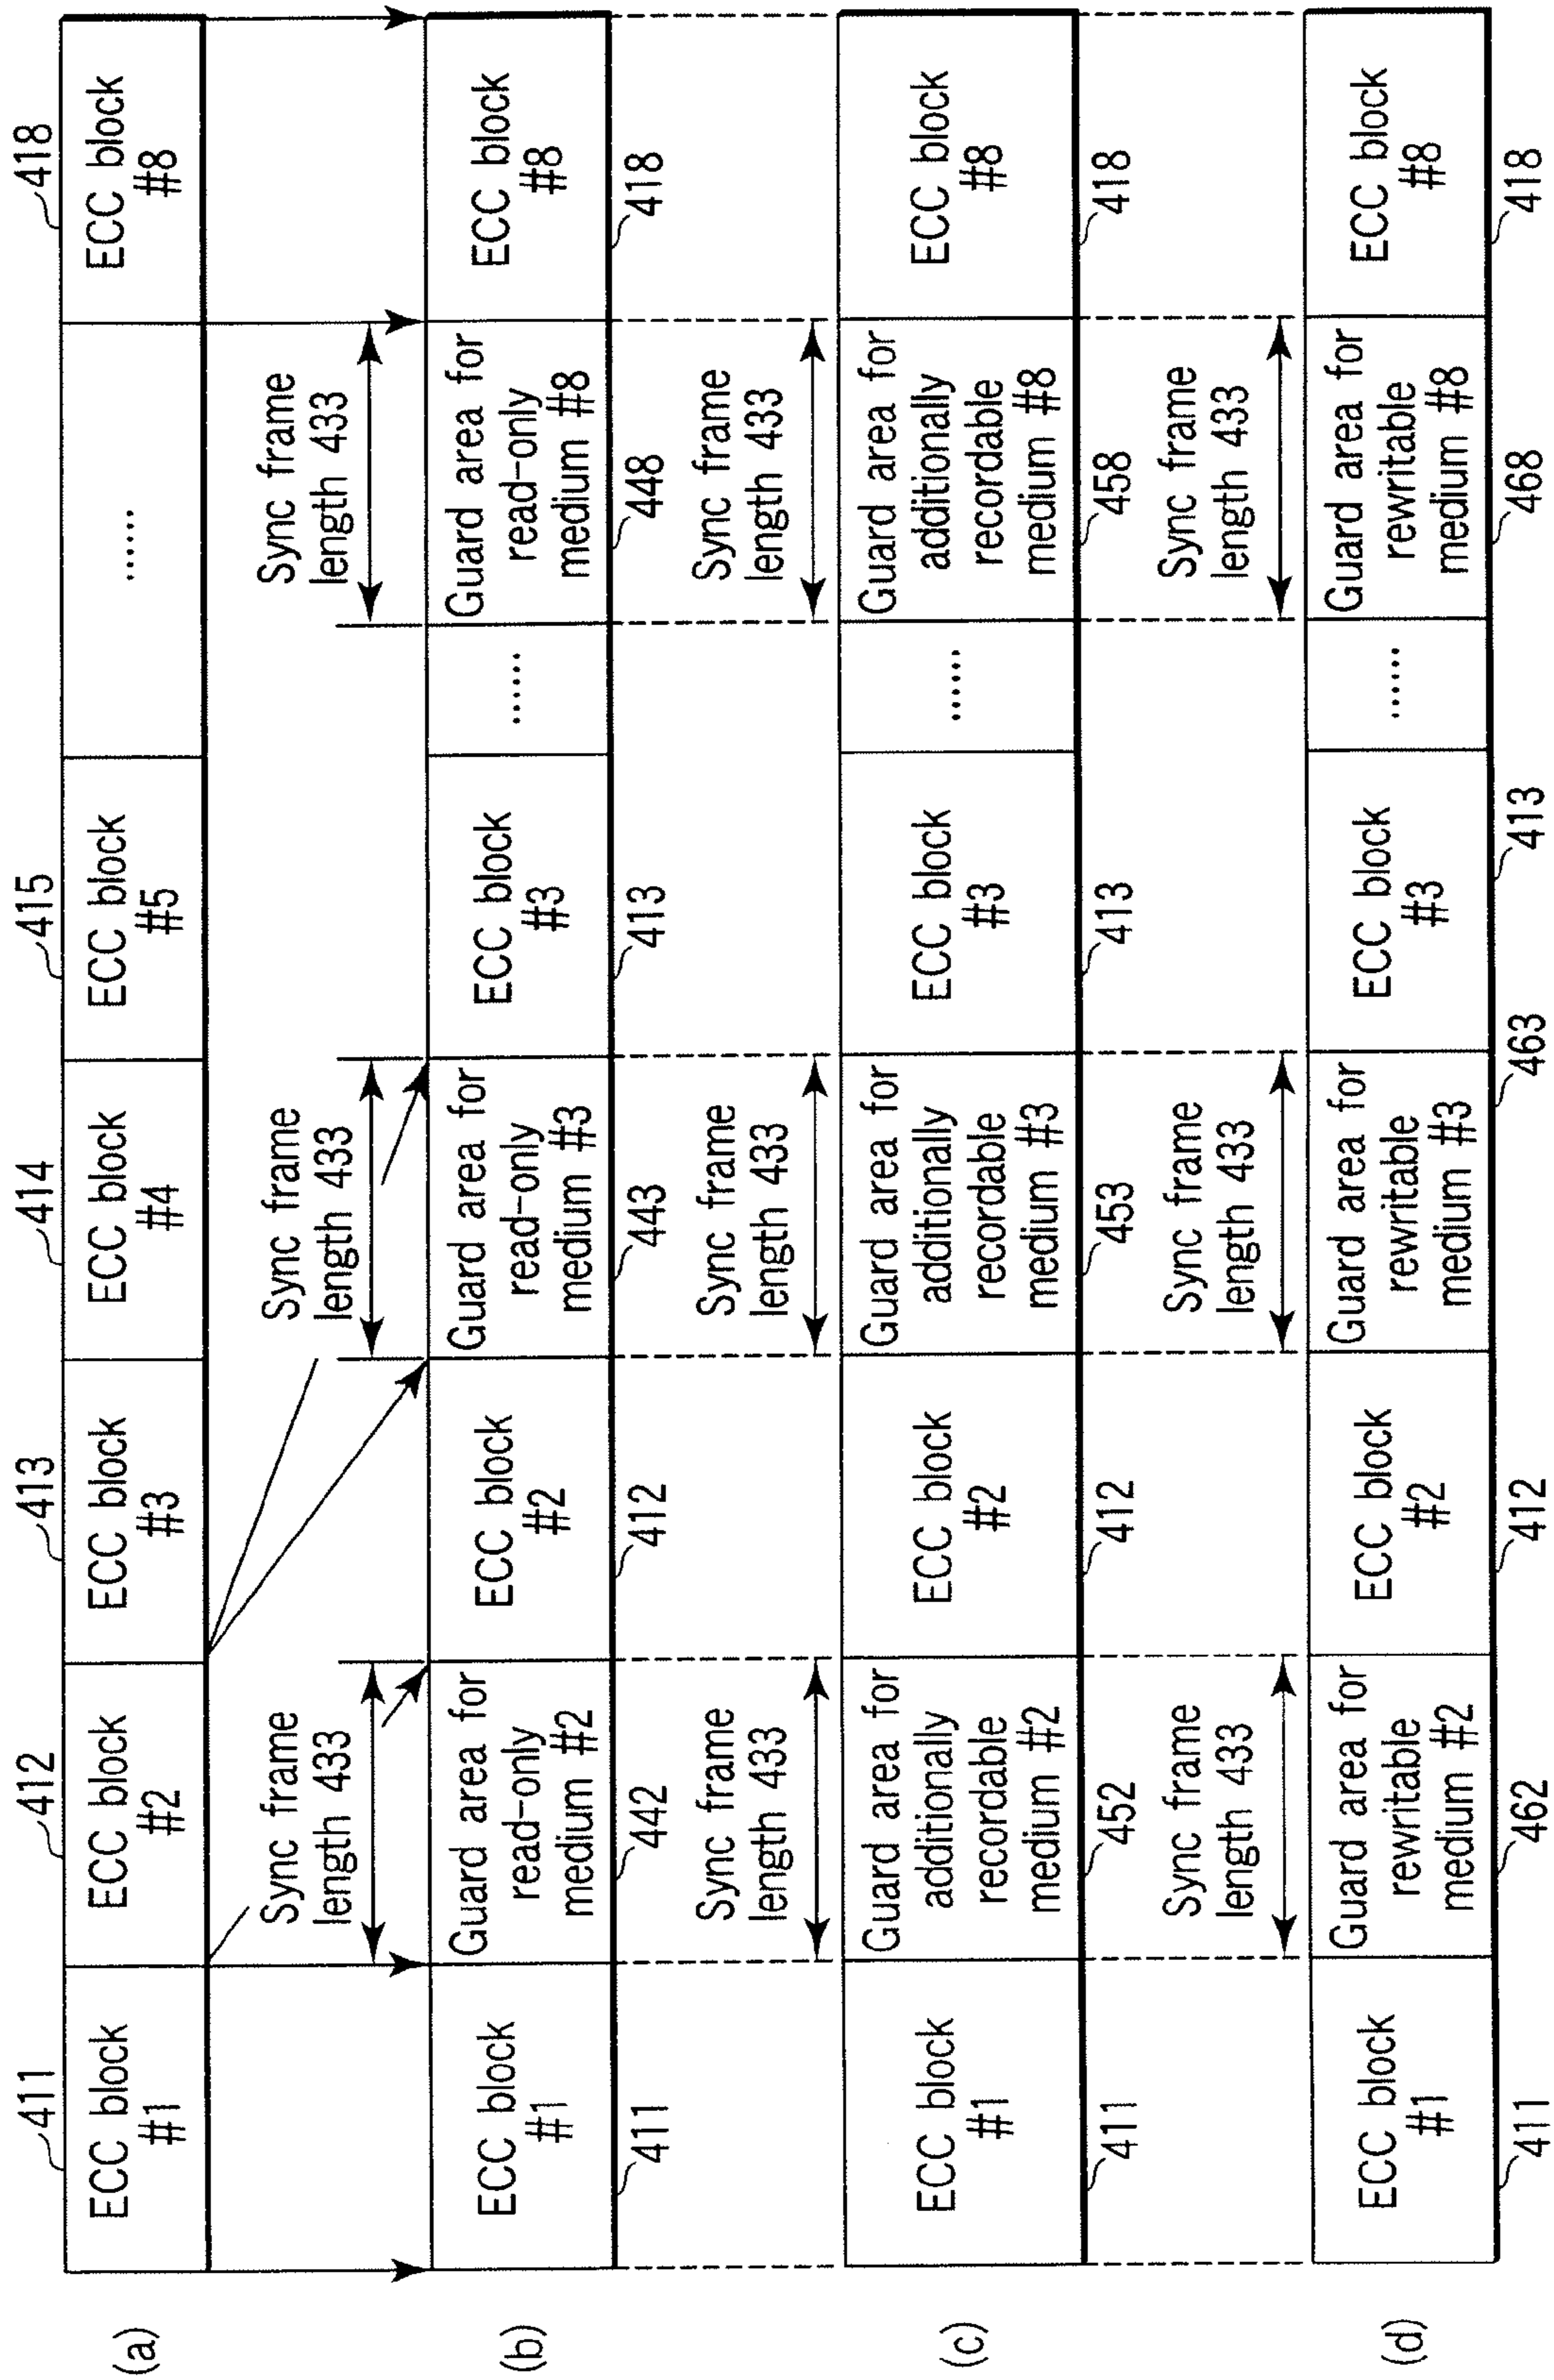 (a)
411
412
413
414
415
418
ECC block
#1
ECC block
#2
ECC block
#3
ECC block
#4
ECC block
#5
......
ECC block
#8
Sync frame
length 433
Sync frame
length 433
Sync frame
length 433
(b)
ECC block
#1
Guard area for
read-only
medium #2
ECC block
#2
Guard area for
read-only
medium #3
ECC block
#3
......
Guard area for
read-only
medium #8
ECC block
#8
411
442
412
443
413
448
418
Sync frame
length 433
Sync frame
length 433
Sync frame
length 433
(c)
ECC block
#1
Guard area for
additionally
recordable
medium #2
ECC block
#2
Guard area for
additionally
recordable
medium #3
ECC block
#3
......
Guard area for
additionally
recordable
medium #8
ECC block
#8
411
452
412
453
413
458
418
Sync frame
length 433
Sync frame
length 433
Sync frame
length 433
(d)
ECC block
#1
Guard area for
rewritable
medium #2
ECC block
#2
Guard area for
rewritable
medium #3
ECC block
#3
......
Guard area for
rewritable
medium #8
ECC block
#8
411
462
412
463
413
468
418